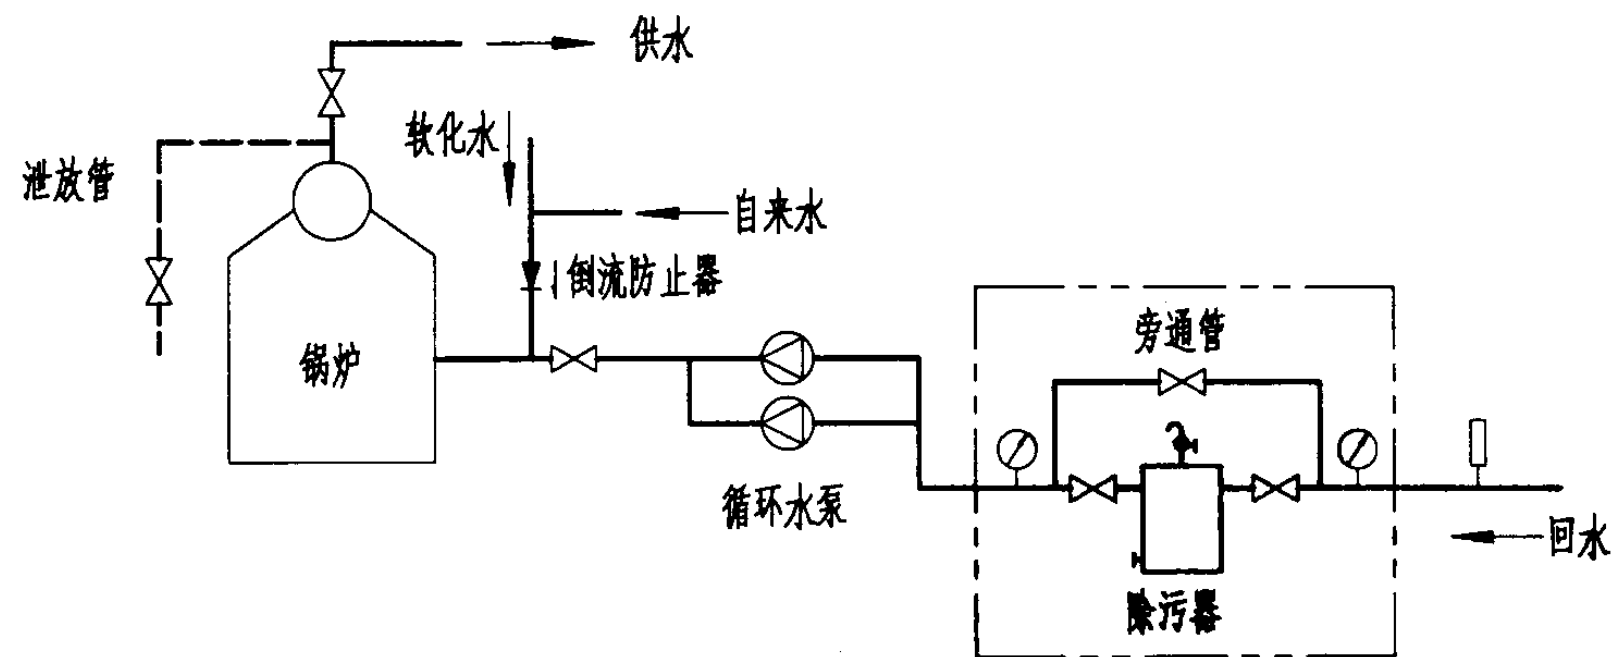 供水
软化水
泄放管
自来水
倒流防止器
旁通管
锅炉
循环水泵
回水
除污器